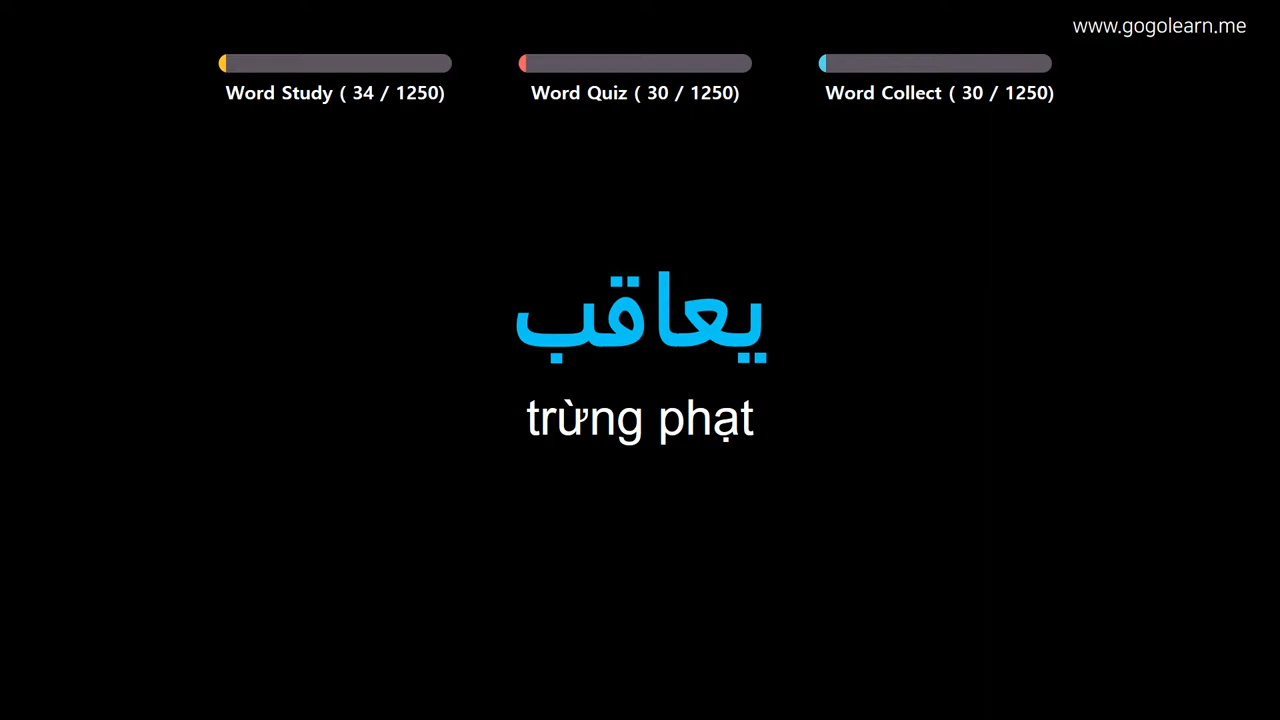 www.gogolearn.me
Word Study ( 34 / 1250)
Word Quiz ( 30 / 1250)
Word Collect ( 30 / 1250)
يعاقب
trừng phạt